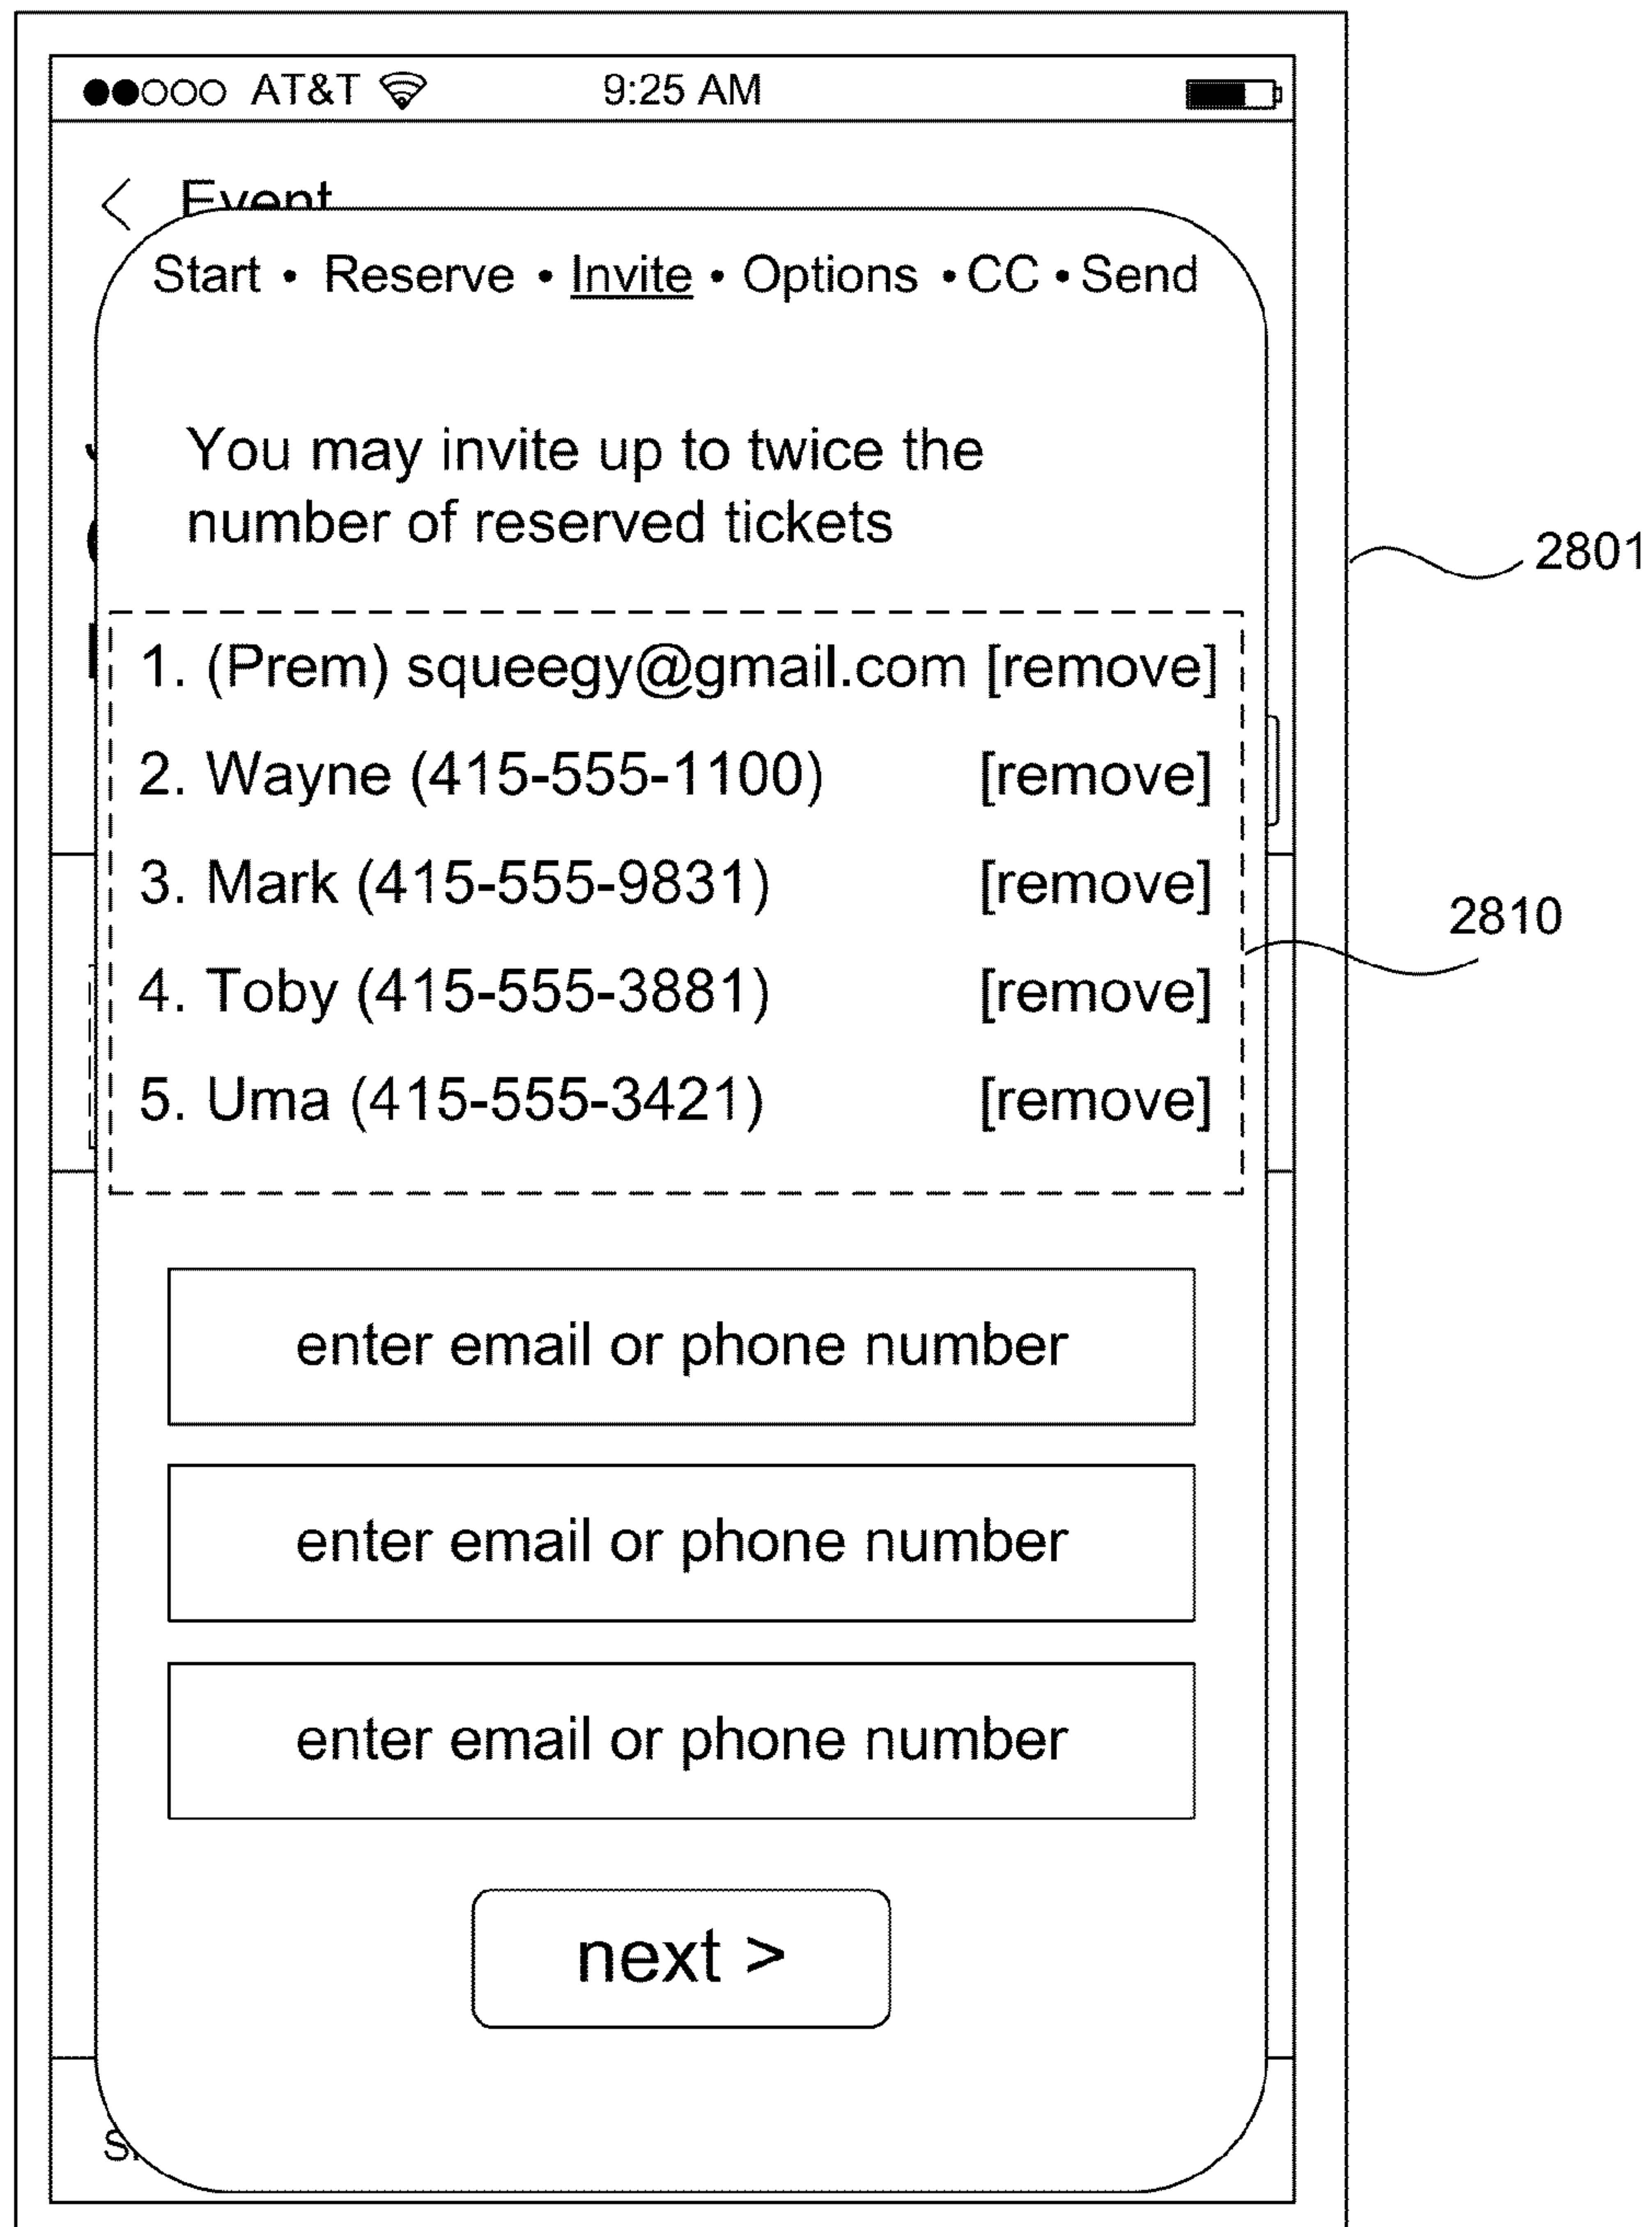 AT&T 9:25 AM
< Event
Start • Reserve • Invite • Options • CC • Send
You may invite up to twice the
number of reserved tickets
2801
1. (Prem) squeegy@gmail.com [remove]
2. Wayne (415-555-1100) [remove]
3. Mark (415-555-9831) [remove]
2810
4. Toby (415-555-3881) [remove]
5. Uma (415-555-3421) [remove]
enter email or phone number
enter email or phone number
enter email or phone number
next >